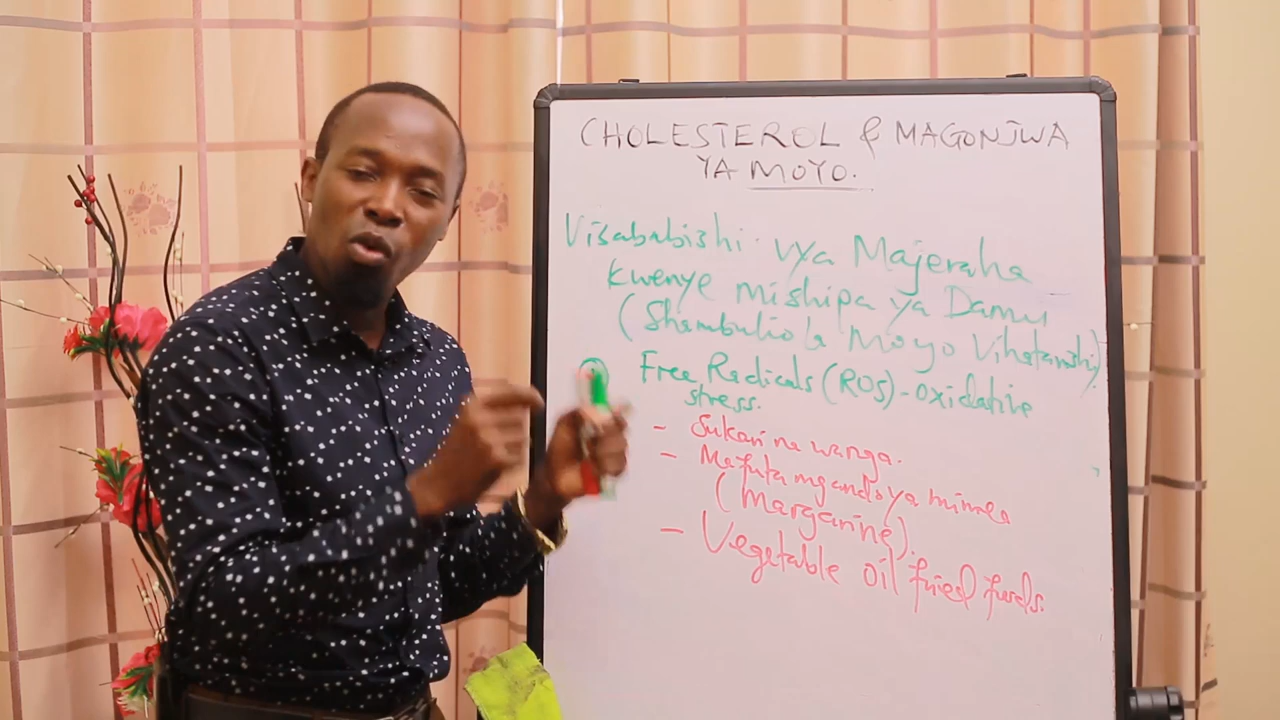 CHOLESTEROL & MAGONJWA
YA MOYO.
Visababishi vya Majeraha
Kwenye mishipa ya Damu
(Shambulio la Moyo Vihatarishi)
Free Radicals (ROS) - Oxidative
stress.
- Sukari na wanga.
- Mafuta mgando ya mimea
(Margarine).
- Vegetable oil fried foods.